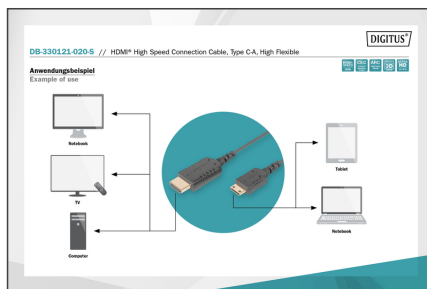 DIGITUS®
DB-330121-020-S // HDMI® High Speed Connection Cable, Type C-A, High Flexible
Anwendungsbeispiel
Example of use
Notebook
TV
Computer
Tablet
Notebook